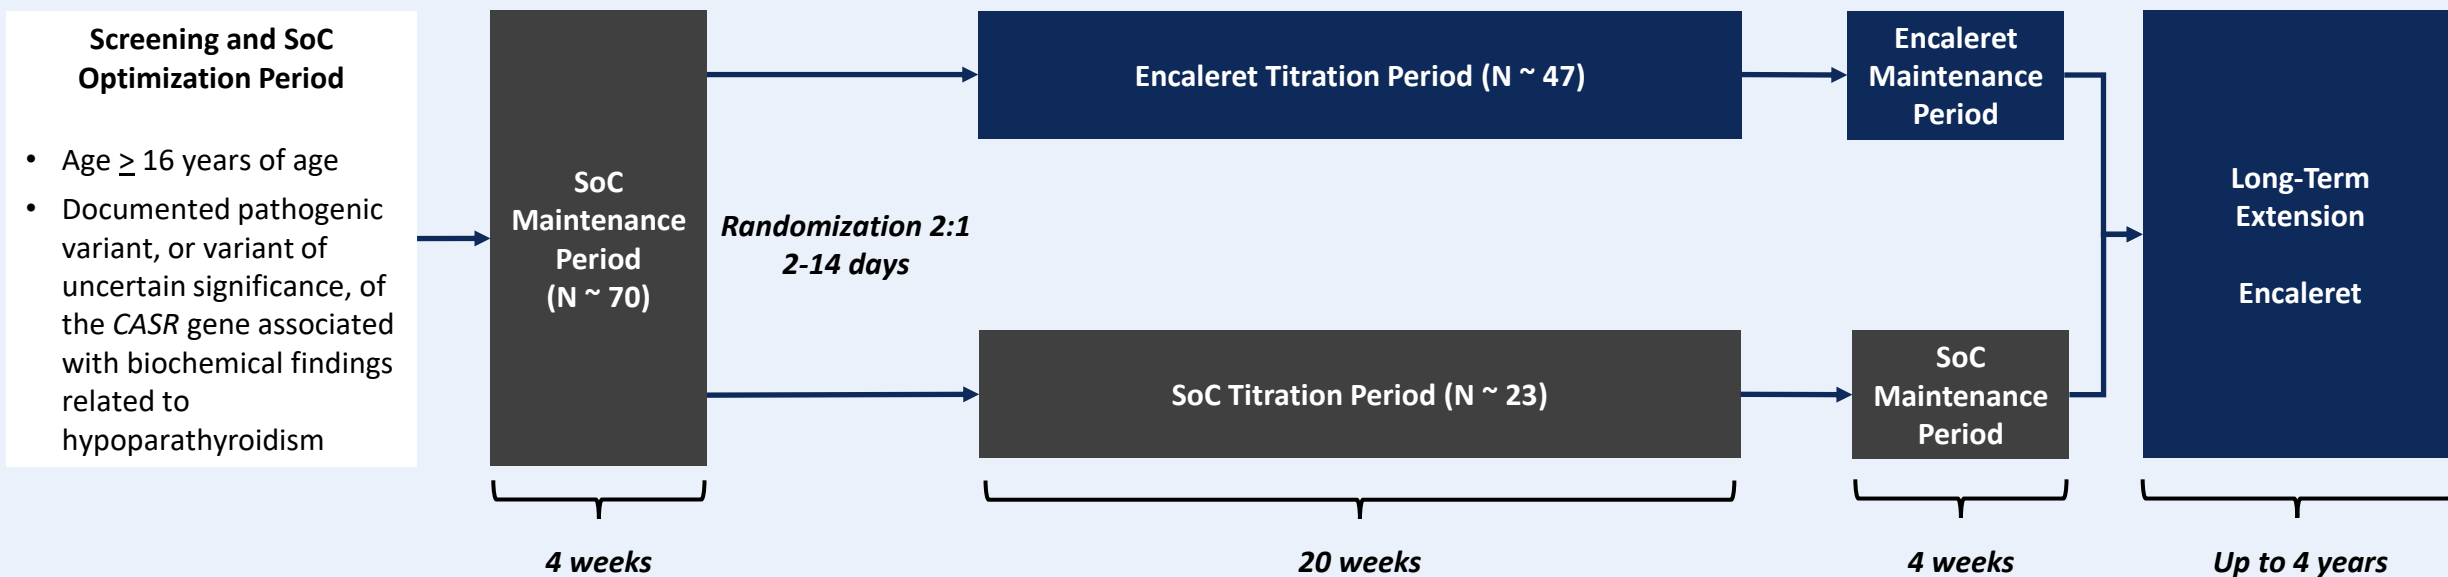 Screening and SoC
Optimization Period
• Age ≥ 16 years of age
• Documented pathogenic
variant, or variant of
uncertain significance, of
the CASR gene associated
with biochemical findings
related to
hypoparathyroidism
SoC
Maintenance
Period
(N ~ 70)
4 weeks
Randomization 2:1
2-14 days
Encaleret Titration Period (N ~ 47)
SoC Titration Period (N ~ 23)
20 weeks
Encaleret
Maintenance
Period
SoC
Maintenance
Period
4 weeks
Long-Term
Extension
Encaleret
Up to 4 years